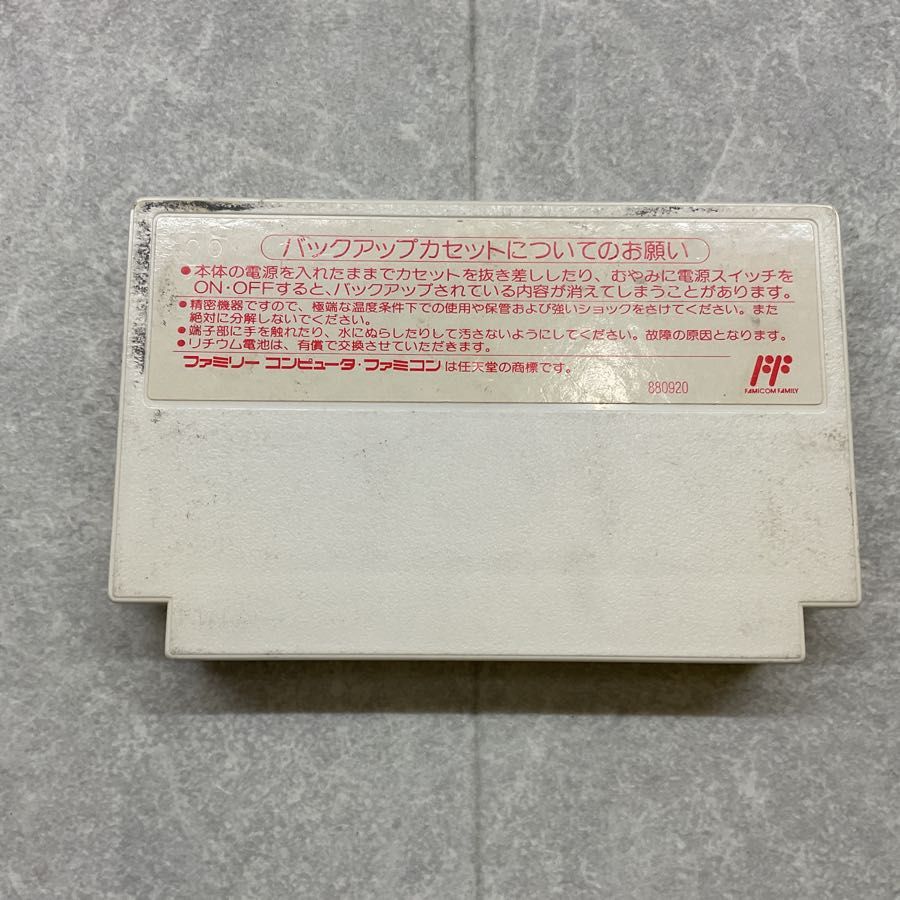 バックアップカセットについてのお願い
●本体の電源を入れたままでカセットを抜き差ししたり、むやみに電源スイッチを
ON・OFFすると、バックアップされている内容が消えてしまうことがあります。
●精密機器ですので、極端な温度条件下での使用や保管および強いショックをさけてください。また
絶対に分解しないでください。
●端子部に手を触れたり、水にぬらしたりして汚さないようにしてください。故障の原因となります。
●リチウム電池は、有償で交換させていただきます。
ファミリー コンピュータ・ファミコンは任天堂の商標です。
880920
FAMICOM FAMILY